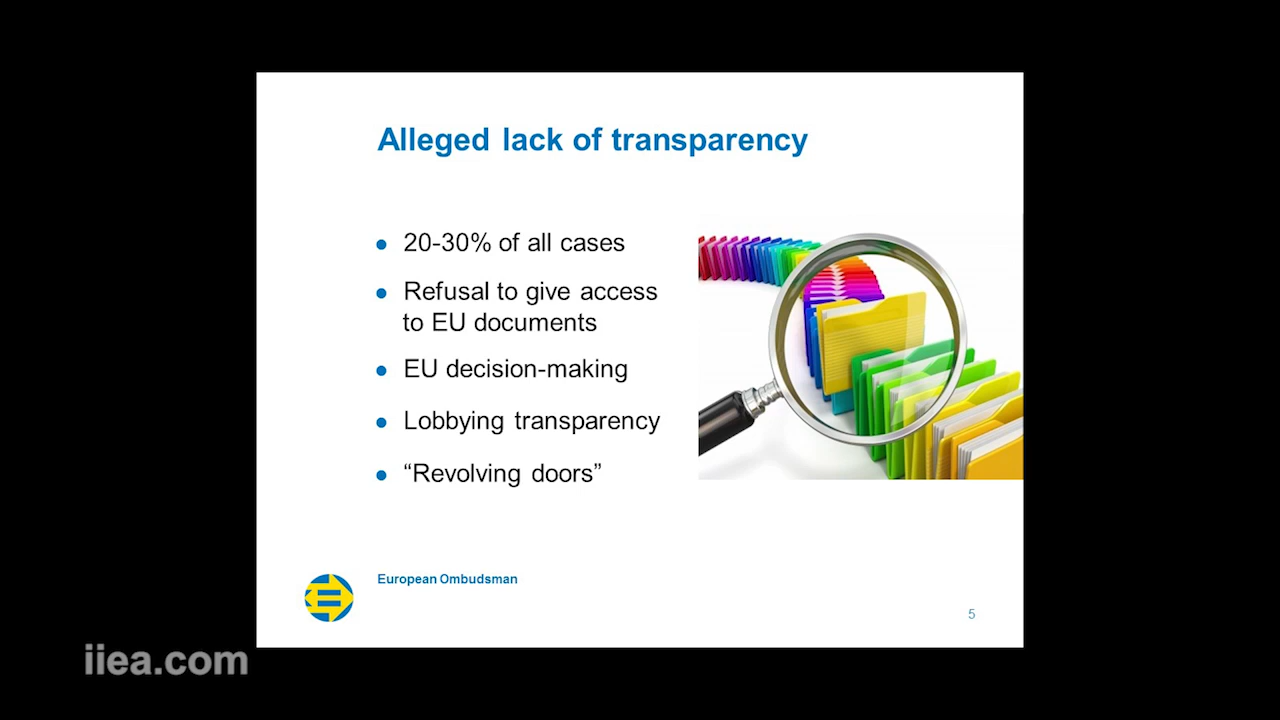 Alleged lack of transparency
● 20-30% of all cases
● Refusal to give access
to EU documents
● EU decision-making
● Lobbying transparency
● “Revolving doors”
European Ombudsman
5
iiea.com